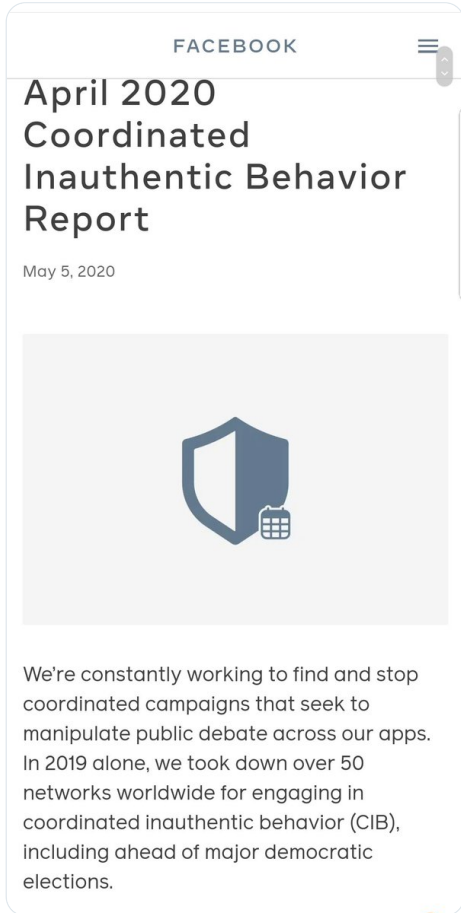 FACEBOOK
April 2020
Coordinated
Inauthentic Behavior
Report
May 5, 2020
We’re constantly working to find and stop
coordinated campaigns that seek to
manipulate public debate across our apps.
In 2019 alone, we took down over 50
networks worldwide for engaging in
coordinated inauthentic behavior (CIB),
including ahead of major democratic
elections.